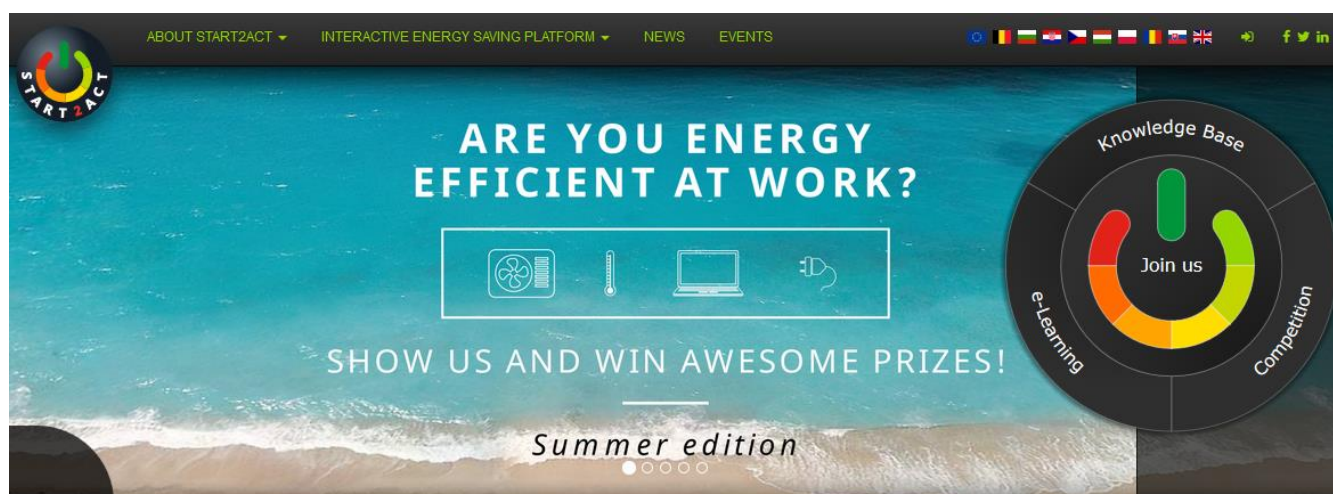 ABOUT START2ACT
INTERACTIVE ENERGY SAVING PLATFORM
NEWS
EVENTS
START2ACT
ARE YOU ENERGY
EFFICIENT AT WORK?
SHOW US AND WIN AWESOME PRIZES!
Summer edition
Knowledge Base
Join us
e-Learning
Competition